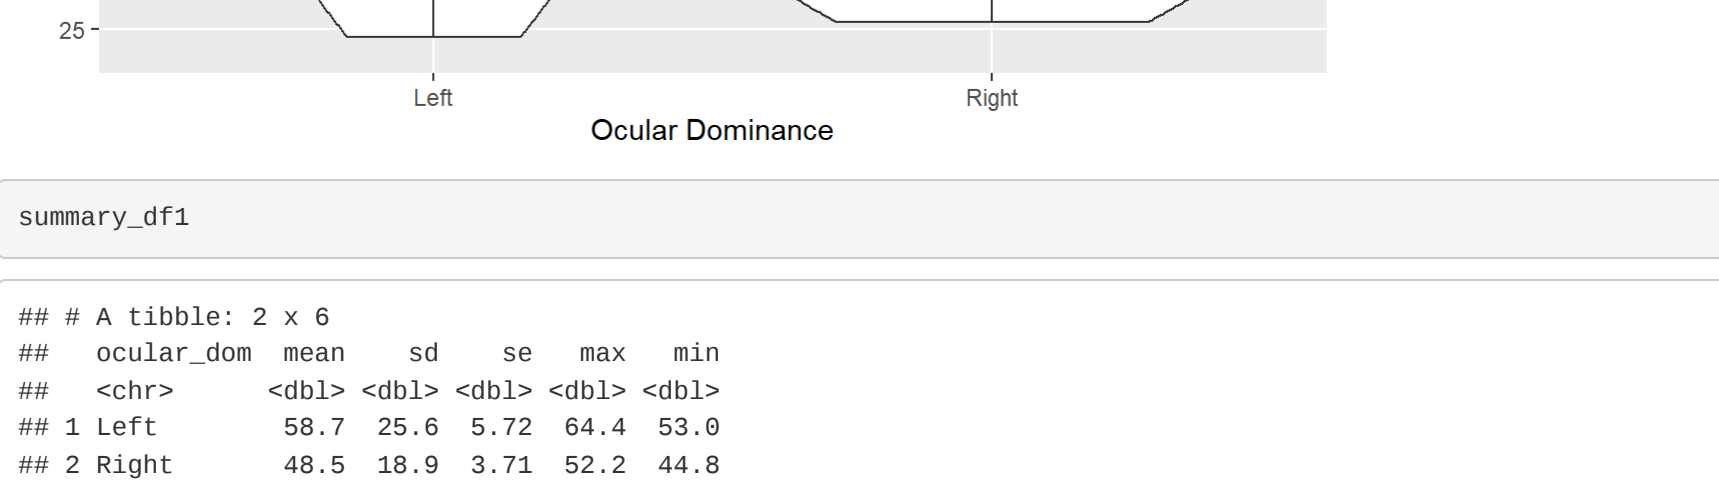 25
Left Right
Ocular Dominance
summary_df1
## # A tibble: 2 x 6
##   ocular_dom  mean    sd    se   max   min
##   <chr>      <dbl> <dbl> <dbl> <dbl> <dbl>
## 1 Left        58.7  25.6  5.72  64.4  53.0
## 2 Right       48.5  18.9  3.71  52.2  44.8